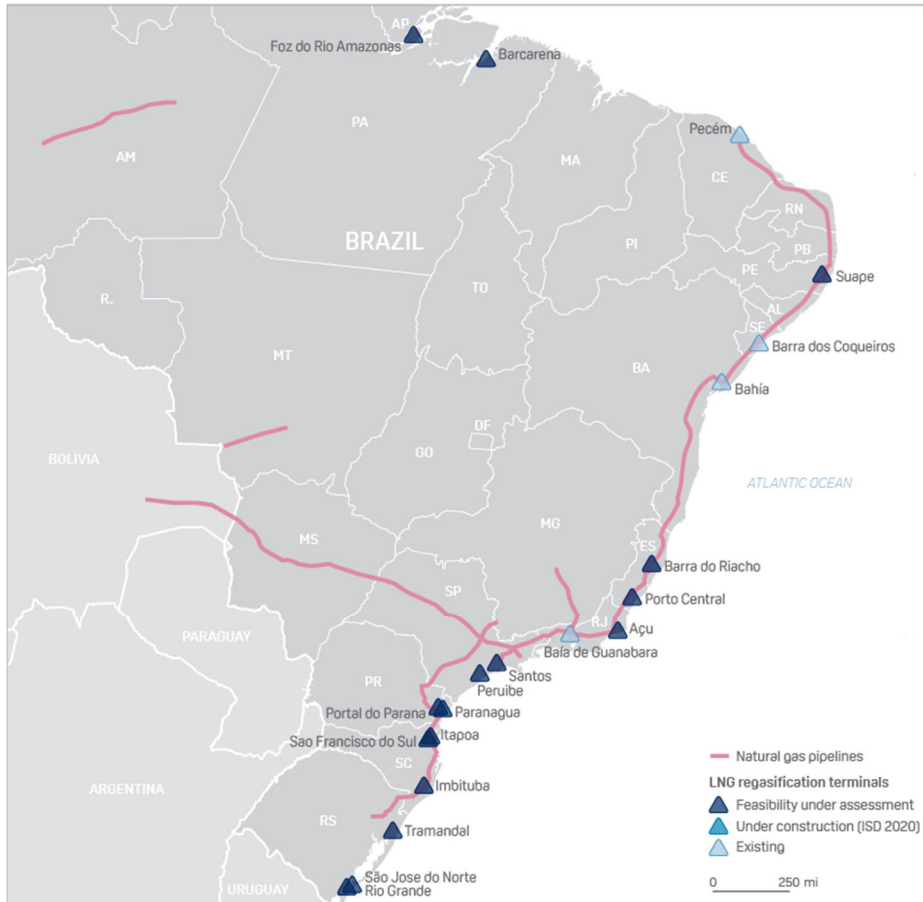 AP
Foz do Rio Amazonas
Barcarena
Pecém
PA
AM
MA
CE
RN
BRAZIL
PI
PB
PE
Suape
TO
AL
R.
SE
Barra dos Coqueiros
MT
BA
Bahía
DF
GO
BOLIVIA
ATLANTIC OCEAN
MG
MS
ES
Barra do Riacho
SP
Porto Central
RJ
Açu
PARAGUAY
Baía de Guanabara
Santos
PR
Peruibe
Portal do Parana
Paranagua
Itapoa
Sao Francisco do Sul
SC
Natural gas pipelines
LNG regasification terminals
Imbituba
ARGENTINA
Feasibility under assessment
RS
Under construction (ISD 2020)
Tramandal
Existing
São Jose do Norte
0 250 mi
URUGUAY
Rio Grande